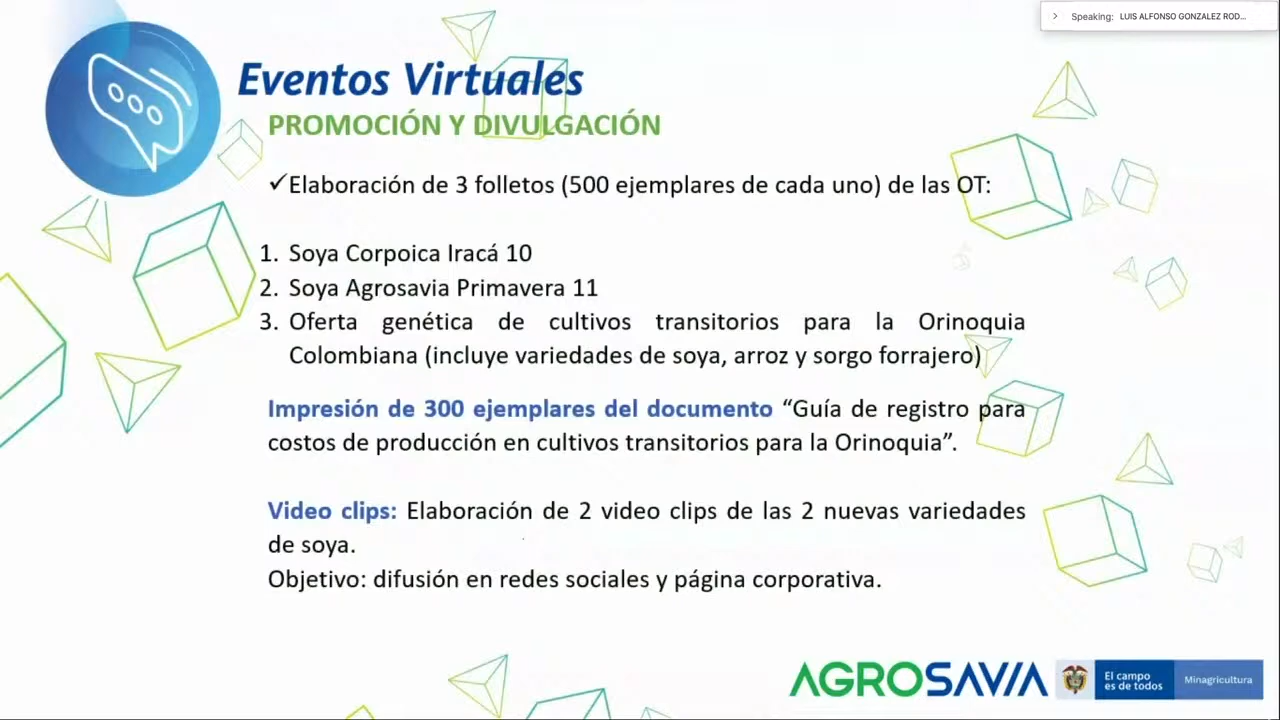 Speaking: LUIS ALFONSO GONZALEZ ROD...
Eventos Virtuales
PROMOCIÓN Y DIVULGACIÓN
✓Elaboración de 3 folletos (500 ejemplares de cada uno) de las OT:
1. Soya Corpoica Iracá 10
2. Soya Agrosavia Primavera 11
3. Oferta genética de cultivos transitorios para la Orinoquia
Colombiana (incluye variedades de soya, arroz y sorgo forrajero)
Impresión de 300 ejemplares del documento “Guía de registro para
costos de producción en cultivos transitorios para la Orinoquia”.
Video clips: Elaboración de 2 video clips de las 2 nuevas variedades
de soya.
Objetivo: difusión en redes sociales y página corporativa.
AGROSAVIA
El campo
es de todos
Minagricultura